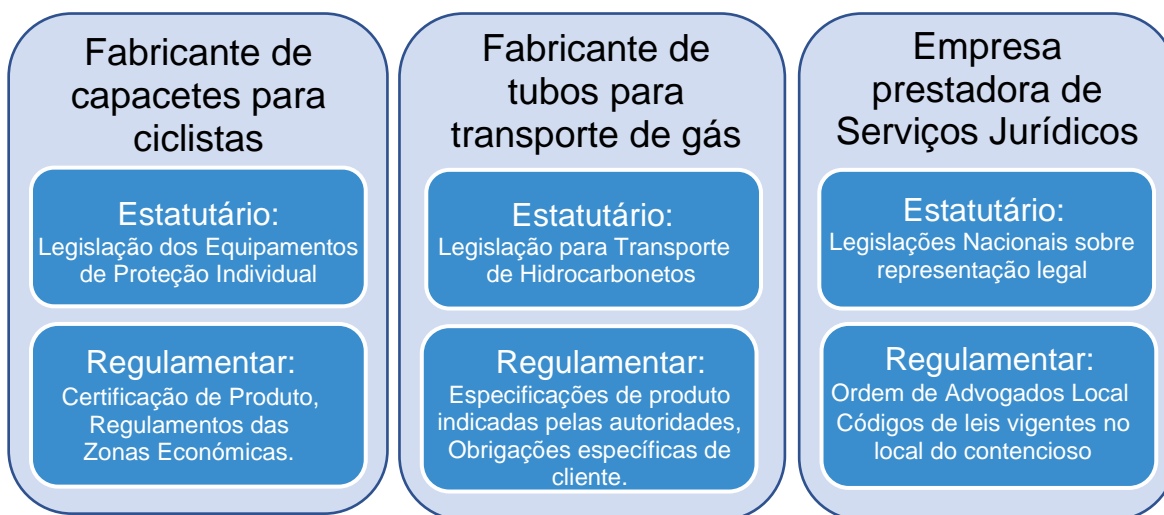 Fabricante de
capacetes para
ciclistas
Estatutário:
Legislação dos Equipamentos
de Proteção Individual
Regulamentar:
Certificação de Produto,
Regulamentos das
Zonas Económicas.
Fabricante de
tubos para
transporte de gás
Estatutário:
Legislação para Transporte
de Hidrocarbonetos
Regulamentar:
Especificações de produto
indicadas pelas autoridades,
Obrigações específicas de
cliente.
Empresa
prestadora de
Serviços Jurídicos
Estatutário:
Legislações Nacionais sobre
representação legal
Regulamentar:
Ordem de Advogados Local
Códigos de leis vigentes no
local do contencioso